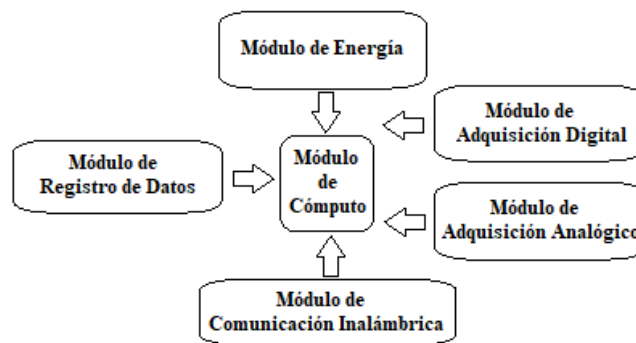 Módulo de Energía
Módulo de
Adquisición Digital
Módulo de
Registro de Datos
Módulo
de
Cómputo
Módulo de
Adquisición Analógico
Módulo de
Comunicación Inalámbrica